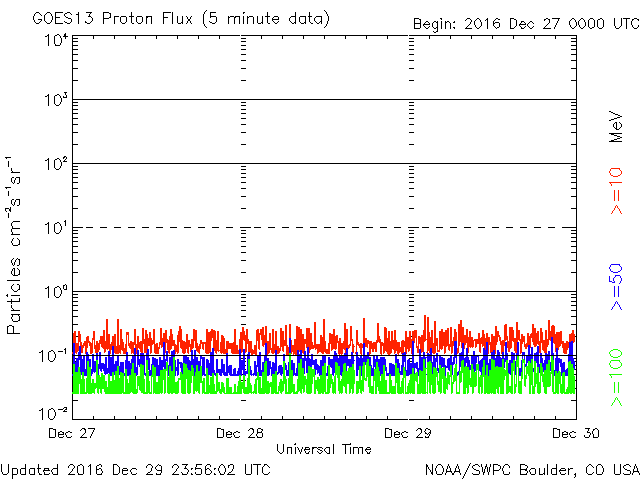 GOES13 Proton Flux (5 minute data)
Begin: 2016 Dec 27 0000 UTC
Particles cm⁻²s⁻¹sr⁻¹
10⁴
10³
10²
10¹
10⁰
10⁻¹
10⁻²
MeV
>=10
>=50
>=100
Dec 27
Dec 28
Dec 29
Dec 30
Universal Time
Updated 2016 Dec 29 23:56:02 UTC
NOAA/SWPC Boulder, CO USA